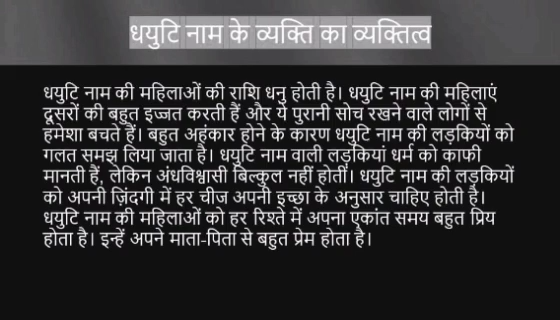 धयुटि नाम के व्यक्ति का व्यक्तित्व
धयुटि नाम की महिलाओं की राशि धनु होती है। धयुटि नाम की महिलाएं
दूसरों की बहुत इज्जत करती हैं और ये पुरानी सोच रखने वाले लोगों से
हमेशा बचते हैं। बहुत अहंकार होने के कारण धयुटि नाम की लड़कियों को
गलत समझ लिया जाता है। धयुटि नाम वाली लड़कियां धर्म को काफी
मानती हैं, लेकिन अंधविश्वासी बिल्कुल नहीं होतीं। धयुटि नाम की लड़कियों
को अपनी ज़िंदगी में हर चीज अपनी इच्छा के अनुसार चाहिए होती है।
धयुटि नाम की महिलाओं को हर रिश्ते में अपना एकांत समय बहुत प्रिय
होता है। इन्हें अपने माता-पिता से बहुत प्रेम होता है।